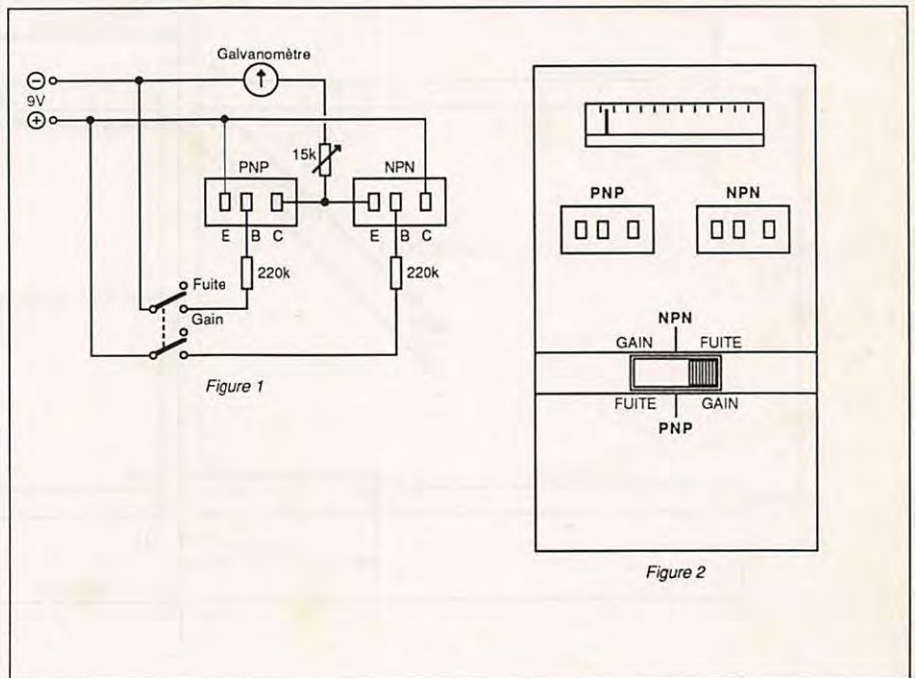 Galvanomètre
−
9V
+
15k
PNP
NPN
E B C
E B C
220k
220k
Fuite
Gain
Figure 1
PNP
NPN
NPN
GAIN FUITE
FUITE GAIN
PNP
Figure 2